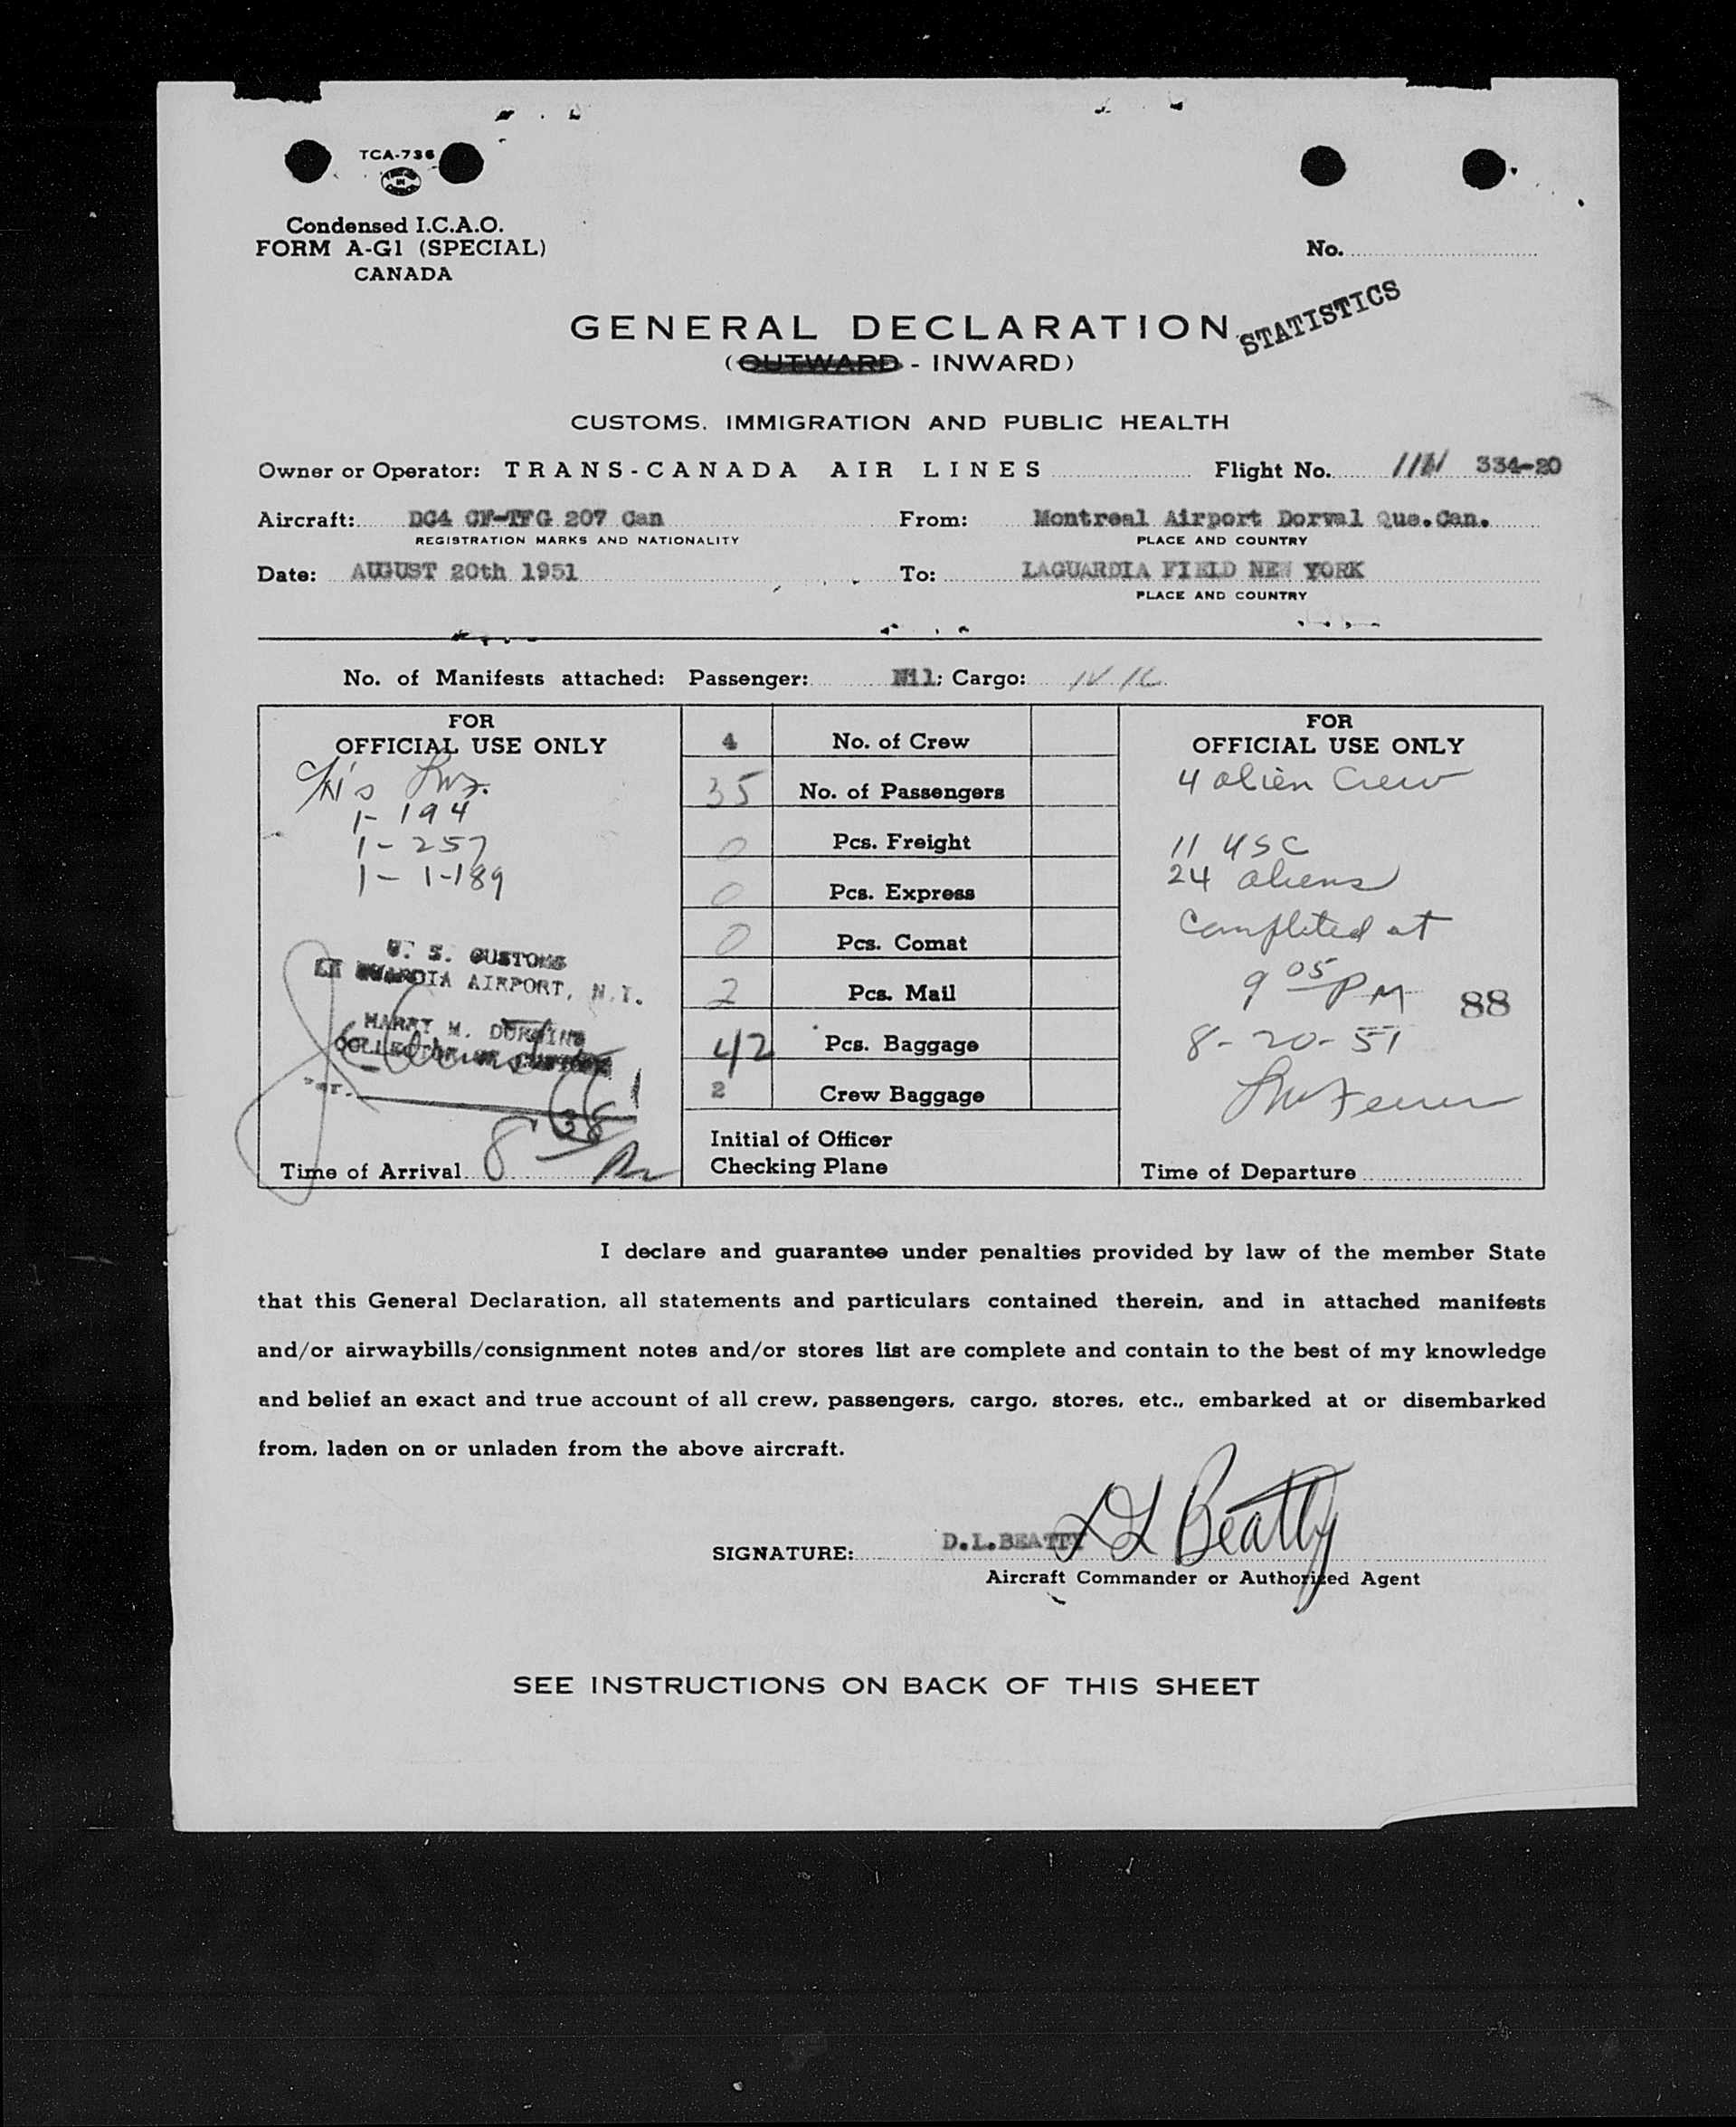 TCA-736
Condensed I.C.A.O.
FORM A-G1 (SPECIAL)
CANADA
No.
GENERAL DECLARATION
STATISTICS
(OUTWARD - INWARD)
CUSTOMS, IMMIGRATION AND PUBLIC HEALTH
Owner or Operator: TRANS-CANADA AIR LINES Flight No. 334-20
Aircraft: DC4 CF-TFG 207 Can From: Montreal Airport Dorval Que.Can.
REGISTRATION MARKS AND NATIONALITY PLACE AND COUNTRY
Date: AUGUST 20th 1951 To: LAGUARDIA FIELD NEW YORK
PLACE AND COUNTRY
No. of Manifests attached: Passenger: Nil; Cargo:
FOR
OFFICIAL USE ONLY
1-194
1-257
1-1-189
U. S. CUSTOMS
LA GUARDIA AIRPORT, N.Y.
HARRY M. DURNING
COLLECTOR OF CUSTOMS
Per.
Time of Arrival 8 38
4 No. of Crew
35 No. of Passengers
0 Pcs. Freight
0 Pcs. Express
0 Pcs. Comat
2 Pcs. Mail
42 Pcs. Baggage
2 Crew Baggage
Initial of Officer
Checking Plane
FOR
OFFICIAL USE ONLY
4 alien Crew
11 USC
24 aliens
Completed at
9 05 PM 88
8-20-51
Time of Departure
I declare and guarantee under penalties provided by law of the member State
that this General Declaration, all statements and particulars contained therein, and in attached manifests
and/or airwaybills/consignment notes and/or stores list are complete and contain to the best of my knowledge
and belief an exact and true account of all crew, passengers, cargo, stores, etc., embarked at or disembarked
from, laden on or unladen from the above aircraft.
SIGNATURE: D.L.BEATTY DL Beatty
Aircraft Commander or Authorized Agent
SEE INSTRUCTIONS ON BACK OF THIS SHEET